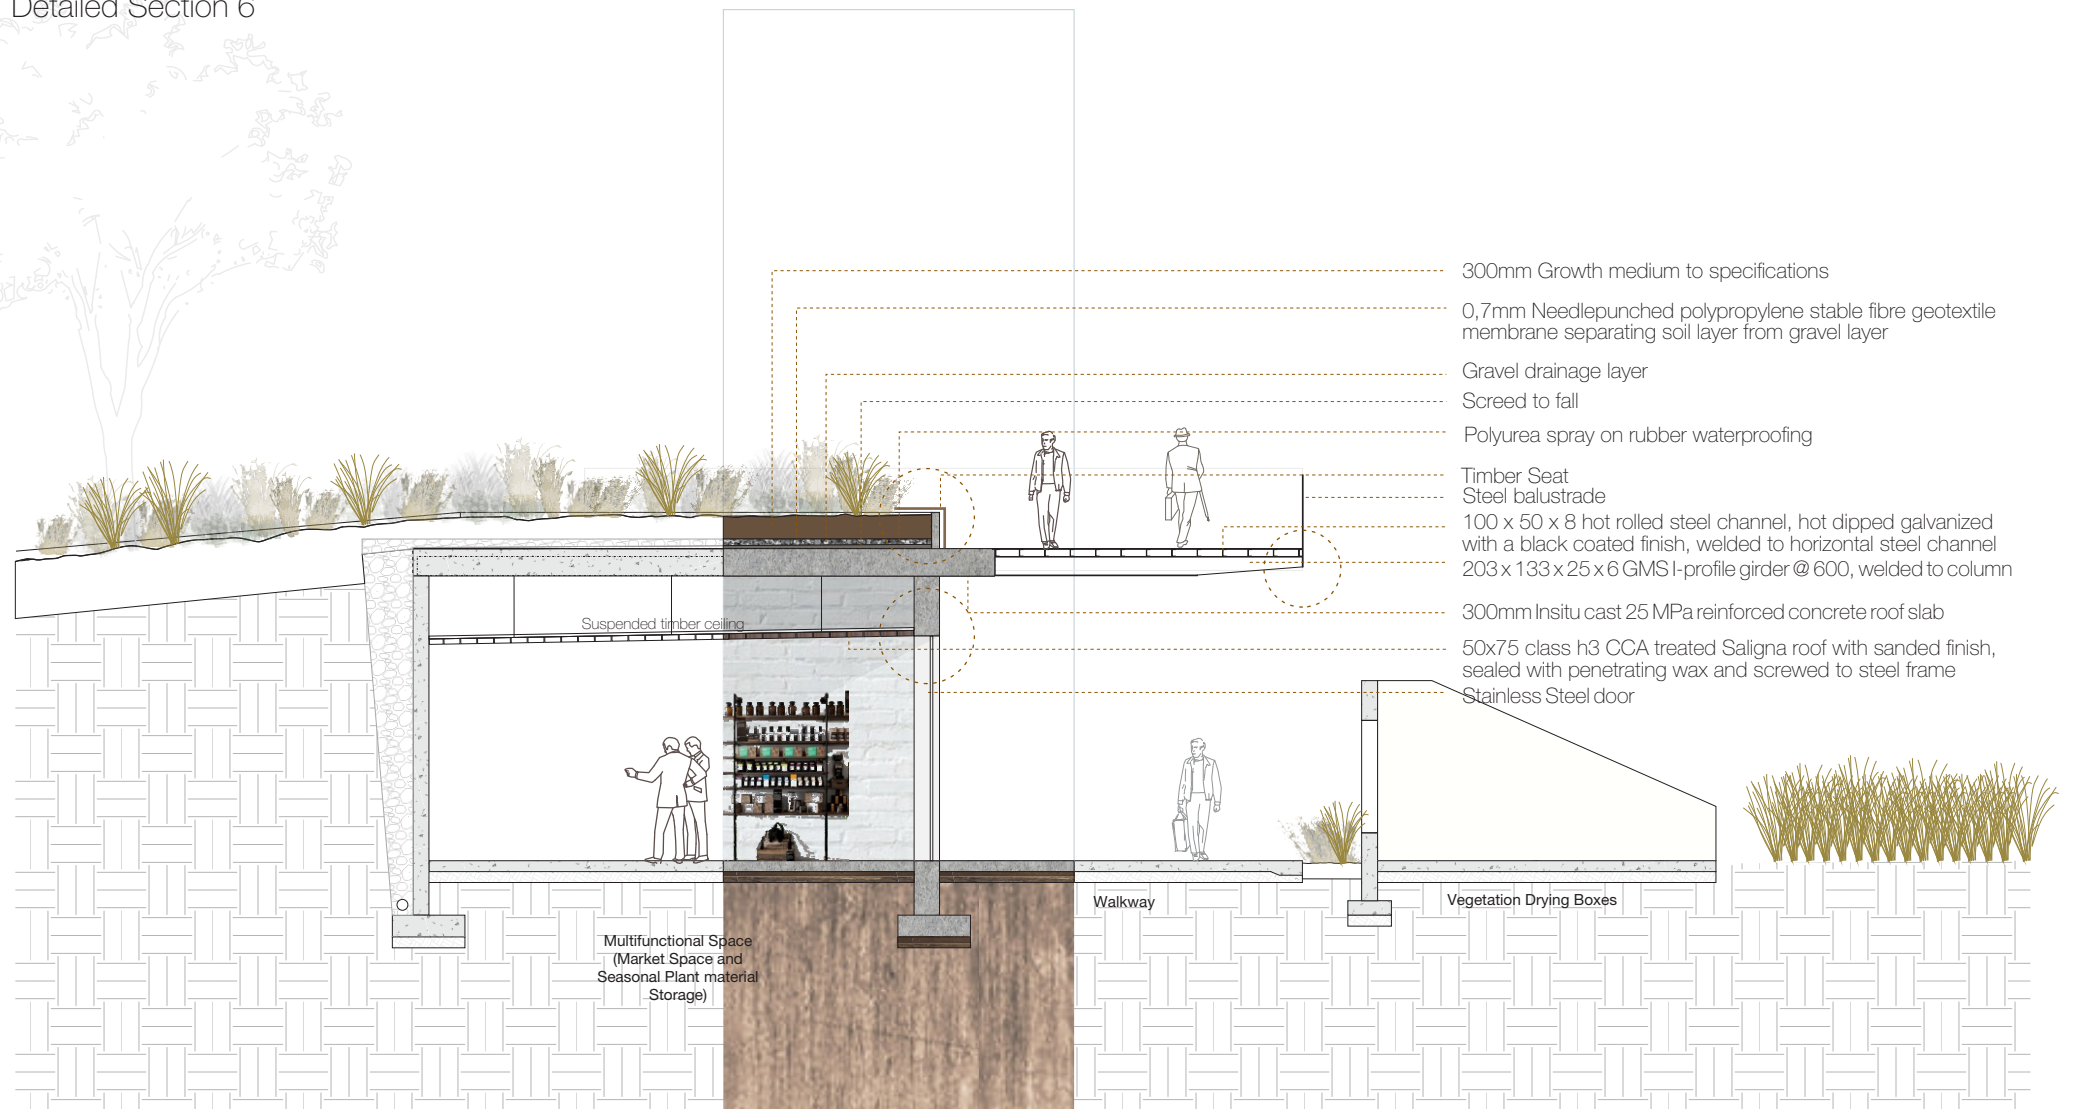 Detailed Section 6
300mm Growth medium to specifications
0,7mm Needlepunched polypropylene stable fibre geotextile
membrane separating soil layer from gravel layer
Gravel drainage layer
Screed to fall
Polyurea spray on rubber waterproofing
Timber Seat
Steel balustrade
100 x 50 x 8 hot rolled steel channel, hot dipped galvanized
with a black coated finish, welded to horizontal steel channel
203 x 133 x 25 x 6 GMS I-profile girder @ 600, welded to column
300mm Insitu cast 25 MPa reinforced concrete roof slab
50x75 class h3 CCA treated Saligna roof with sanded finish,
sealed with penetrating wax and screwed to steel frame
Stainless Steel door
Suspended timber ceiling
Walkway
Vegetation Drying Boxes
Multifunctional Space
(Market Space and
Seasonal Plant material
Storage)